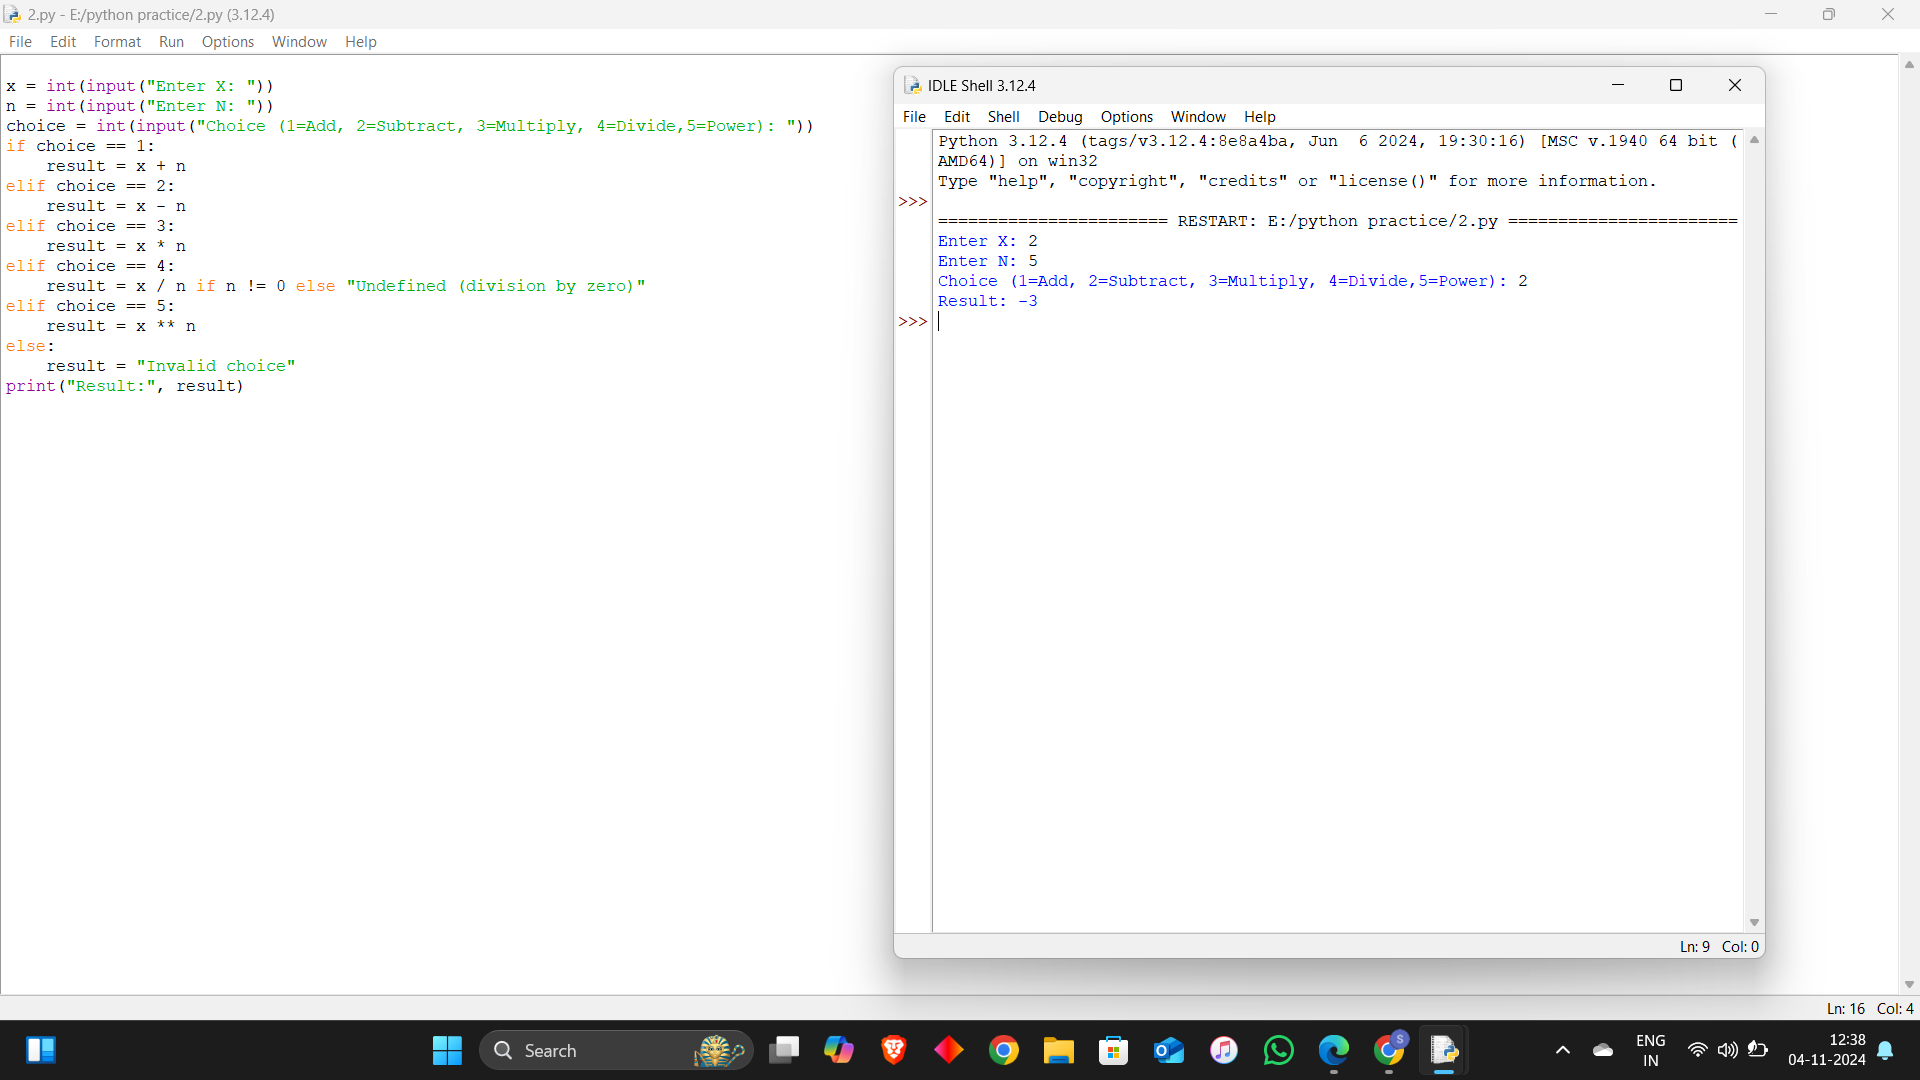 2.py - E:/python practice/2.py (3.12.4)
File Edit Format Run Options Window Help
x = int(input("Enter X: "))
n = int(input("Enter N: "))
choice = int(input("Choice (1=Add, 2=Subtract, 3=Multiply, 4=Divide,5=Power): "))
if choice == 1:
    result = x + n
elif choice == 2:
    result = x - n
elif choice == 3:
    result = x * n
elif choice == 4:
    result = x / n if n != 0 else "Undefined (division by zero)"
elif choice == 5:
    result = x ** n
else:
    result = "Invalid choice"
print("Result:", result)
IDLE Shell 3.12.4
File Edit Shell Debug Options Window Help
Python 3.12.4 (tags/v3.12.4:8e8a4ba, Jun  6 2024, 19:30:16) [MSC v.1940 64 bit (
AMD64)] on win32
Type "help", "copyright", "credits" or "license()" for more information.
>>>
======================= RESTART: E:/python practice/2.py =======================
Enter X: 2
Enter N: 5
Choice (1=Add, 2=Subtract, 3=Multiply, 4=Divide,5=Power): 2
Result: -3
>>>
Ln: 9 Col: 0
Ln: 16 Col: 4
Search
S
ENG
IN
12:38
04-11-2024